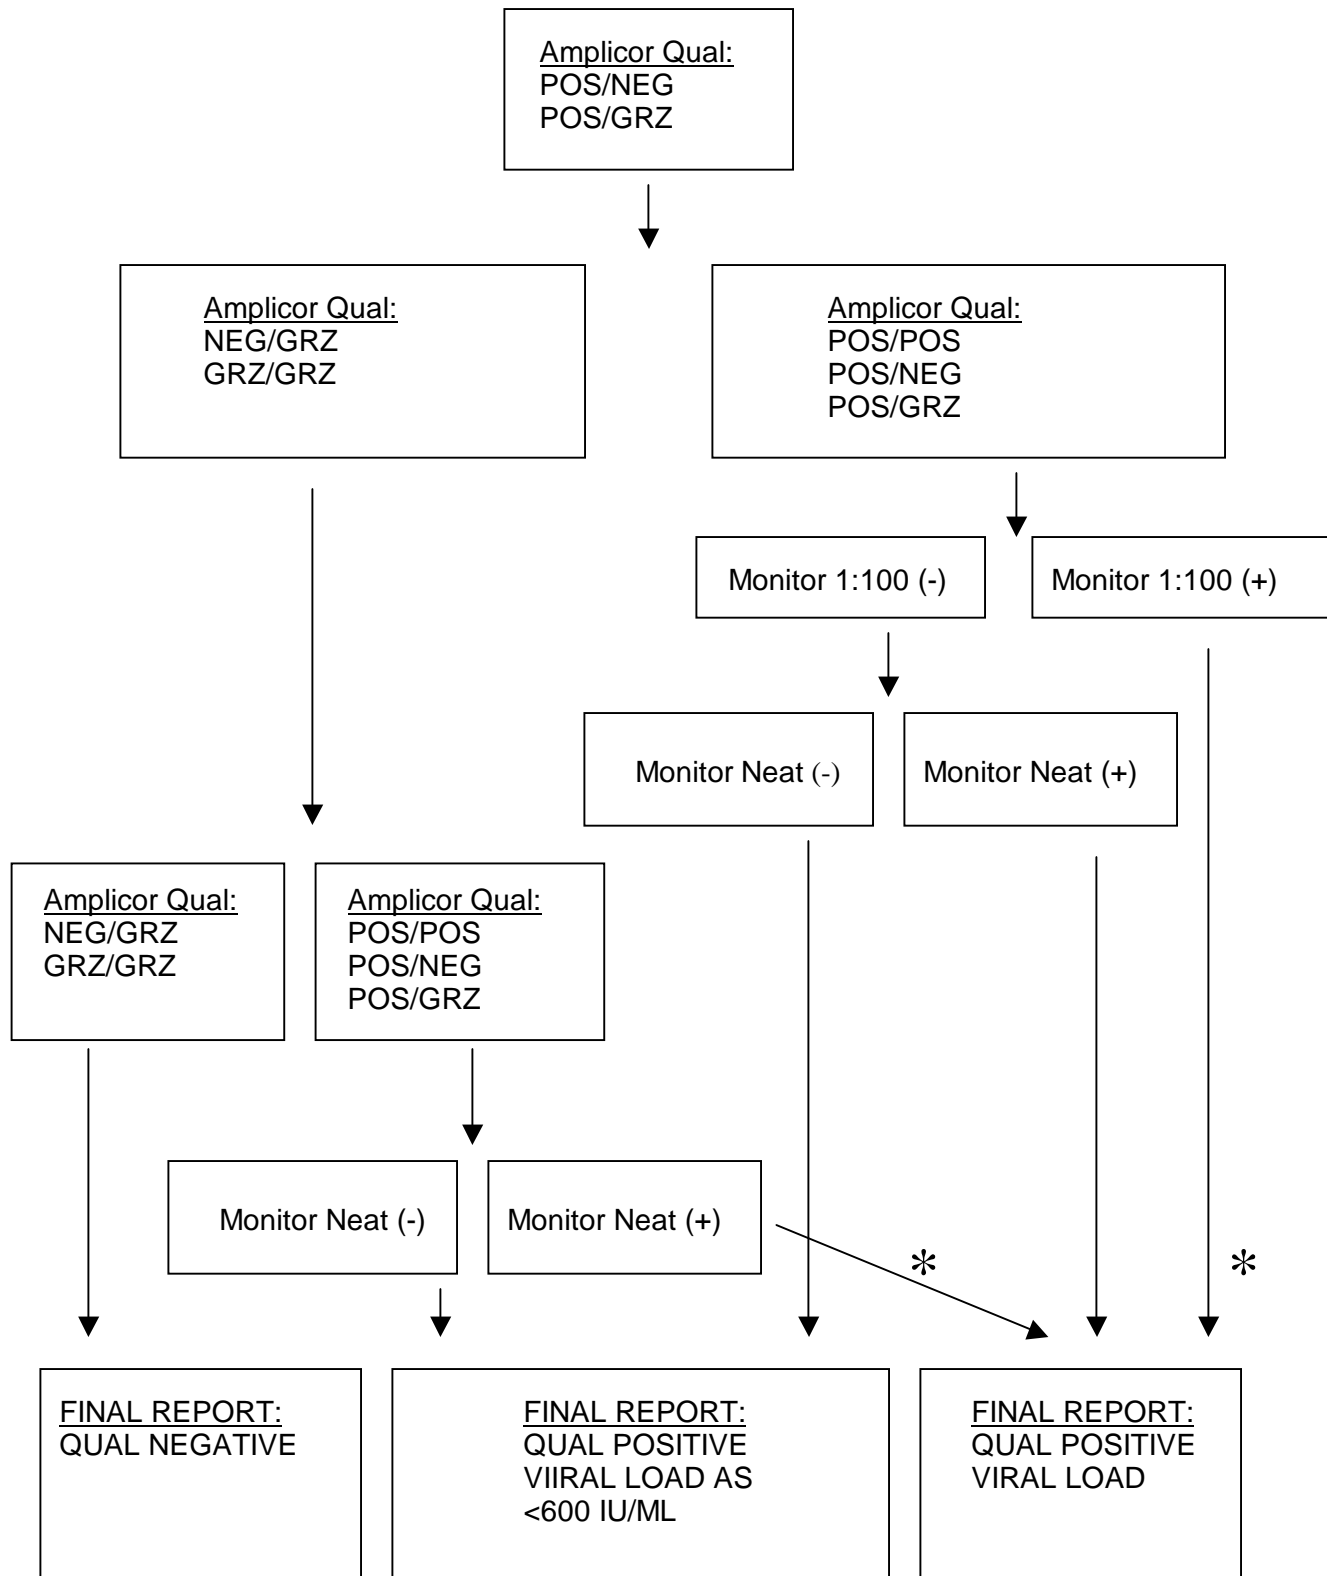 Amplicor Qual:
POS/NEG
POS/GRZ
Amplicor Qual:
NEG/GRZ
GRZ/GRZ
Amplicor Qual:
POS/POS
POS/NEG
POS/GRZ
Monitor 1:100 (-)
Monitor 1:100 (+)
Monitor Neat (-)
Monitor Neat (+)
Amplicor Qual:
NEG/GRZ
GRZ/GRZ
Amplicor Qual:
POS/POS
POS/NEG
POS/GRZ
Monitor Neat (-)
Monitor Neat (+)
*
*
FINAL REPORT:
QUAL NEGATIVE
FINAL REPORT:
QUAL POSITIVE
VIIRAL LOAD AS
<600 IU/ML
FINAL REPORT:
QUAL POSITIVE
VIRAL LOAD